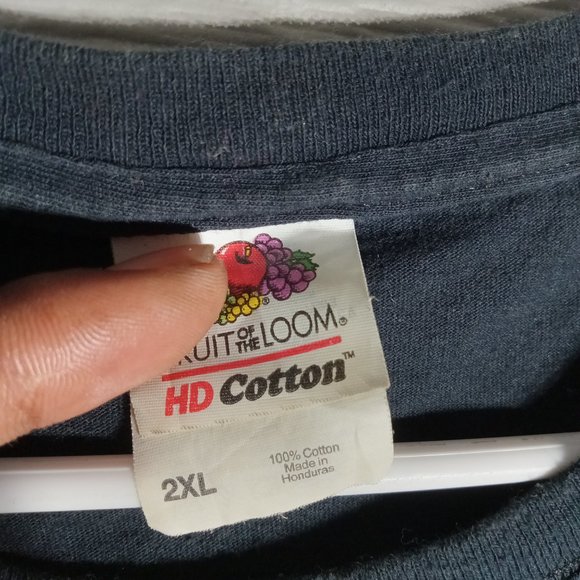 RUIT OF THE LOOM®
HD Cotton™
2XL
100% Cotton
Made in
Honduras